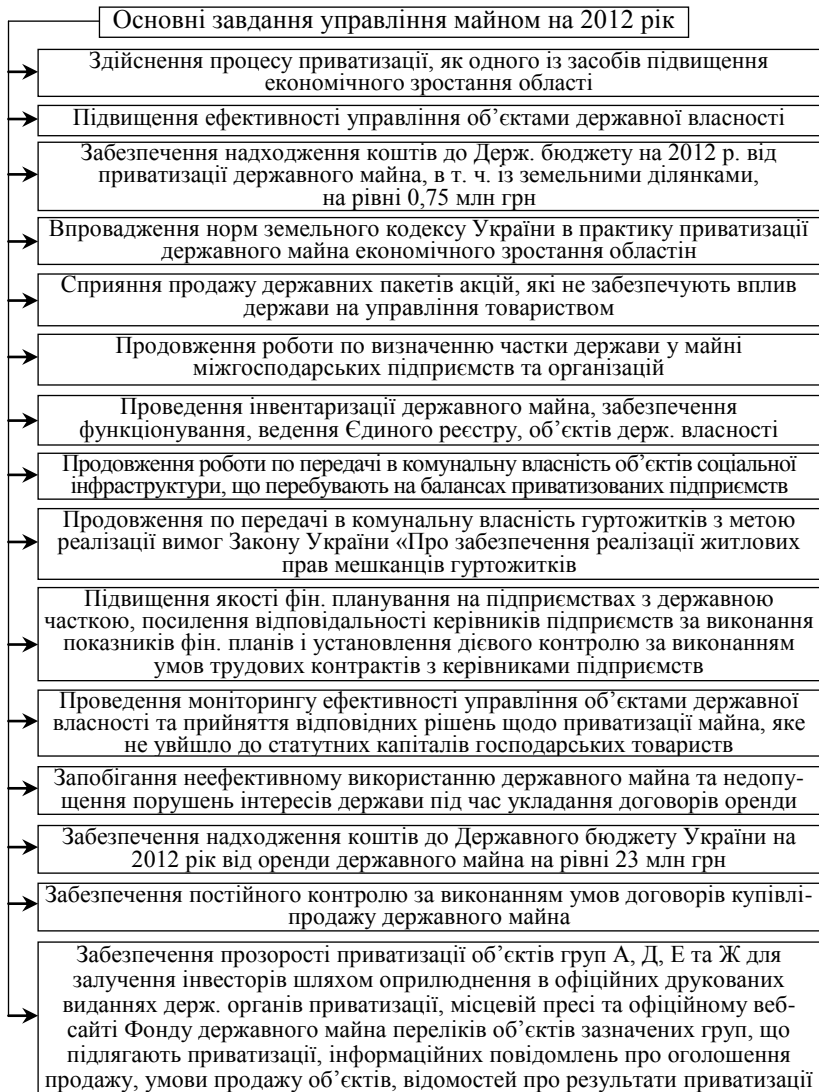 Основні завдання управління майном на 2012 рік
Здійснення процесу приватизації, як одного із засобів підвищення
економічного зростання області
Підвищення ефективності управління об’єктами державної власності
Забезпечення надходження коштів до Держ. бюджету на 2012 р. від
приватизації державного майна, в т. ч. із земельними ділянками,
на рівні 0,75 млн грн
Впровадження норм земельного кодексу України в практику приватизації
державного майна економічного зростання областін
Сприяння продажу державних пакетів акцій, які не забезпечують вплив
держави на управління товариством
Продовження роботи по визначенню частки держави у майні
міжгосподарських підприємств та організацій
Проведення інвентаризації державного майна, забезпечення
функціонування, ведення Єдиного реєстру, об’єктів держ. власності
Продовження роботи по передачі в комунальну власність об’єктів соціальної
інфраструктури, що перебувають на балансах приватизованих підприємств
Продовження по передачі в комунальну власність гуртожитків з метою
реалізації вимог Закону України «Про забезпечення реалізації житлових
прав мешканців гуртожитків
Підвищення якості фін. планування на підприємствах з державною
часткою, посилення відповідальності керівників підприємств за виконання
показників фін. планів і установлення дієвого контролю за виконанням
умов трудових контрактів з керівниками підприємств
Проведення моніторингу ефективності управління об’єктами державної
власності та прийняття відповідних рішень щодо приватизації майна, яке
не увійшло до статутних капіталів господарських товариств
Запобігання неефективному використанню державного майна та недопу-
щення порушень інтересів держави під час укладання договорів оренди
Забезпечення надходження коштів до Державного бюджету України на
2012 рік від оренди державного майна на рівні 23 млн грн
Забезпечення постійного контролю за виконанням умов договорів купівлі-
продажу державного майна
Забезпечення прозорості приватизації об’єктів груп А, Д, Е та Ж для
залучення інвесторів шляхом оприлюднення в офіційних друкованих
виданнях держ. органів приватизації, місцевій пресі та офіційному веб-
сайті Фонду державного майна переліків об’єктів зазначених груп, що
підлягають приватизації, інформаційних повідомлень про оголошення
продажу, умови продажу об’єктів, відомостей про результати приватизації